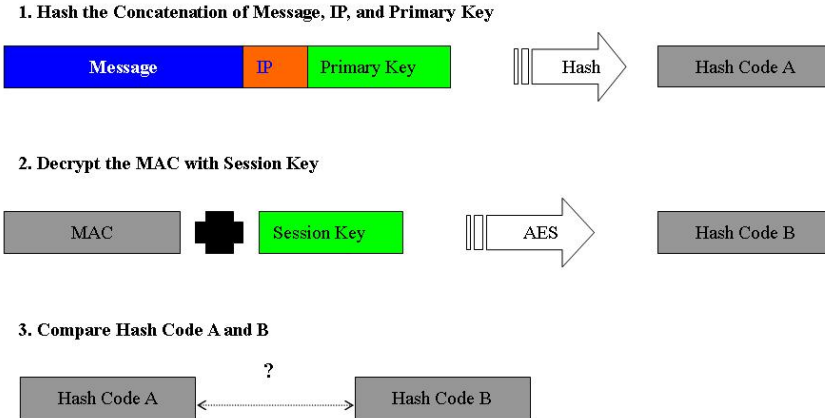 1. Hash the Concatenation of Message, IP, and Primary Key
Message IP Primary Key Hash Hash Code A
2. Decrypt the MAC with Session Key
MAC Session Key AES Hash Code B
3. Compare Hash Code A and B
?
Hash Code A Hash Code B